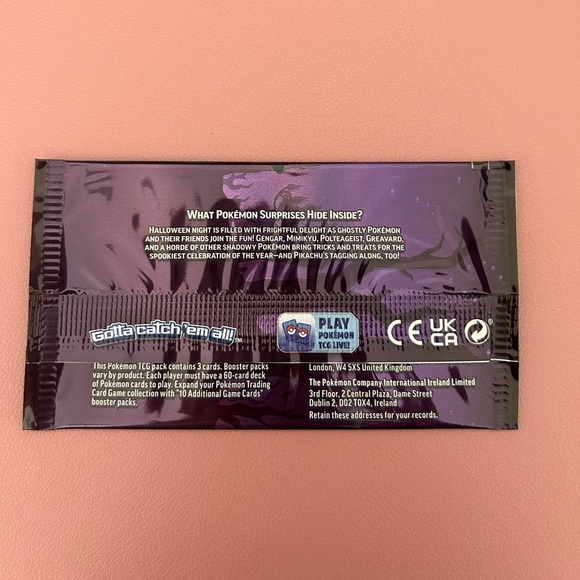 WHAT POKÉMON SURPRISES HIDE INSIDE?
HALLOWEEN NIGHT IS FILLED WITH FRIGHTFUL DELIGHT AS GHOSTLY POKÉMON
AND THEIR FRIENDS JOIN THE FUN! GENGAR, MIMIKYU, POLTEAGEIST, GREAVARD,
AND A HORDE OF OTHER SHADOWY POKÉMON BRING TRICKS AND TREATS FOR THE
SPOOKIEST CELEBRATION OF THE YEAR—AND PIKACHU'S TAGGING ALONG, TOO!
Gotta catch 'em all!™
PLAY
POKÉMON
TCG LIVE!
CE UK
CA
This Pokémon TCG pack contains 3 cards. Booster packs
vary by product. Each player must have a 60-card deck
of Pokémon cards to play. Expand your Pokémon Trading
Card Game collection with "10 Additional Game Cards"
booster packs.
London, W4 5XS United Kingdom
The Pokémon Company International Ireland Limited
3rd Floor, 2 Central Plaza, Dame Street
Dublin 2, D02 T0X4, Ireland
Retain these addresses for your records.